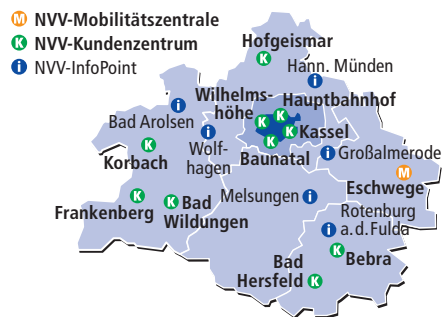 M NVV-Mobilitätszentrale
K NVV-Kundenzentrum
i NVV-InfoPoint
Hofgeismar
K
Hann. Münden
i
Wilhelms-
höhe
K
Hauptbahnhof
K
K Kassel
K
Baunatal
i
Bad Arolsen
i
Wolf-
hagen
K
Korbach
i Großalmerode
M
Eschwege
Melsungen i
K
Frankenberg
K Bad
Wildungen
Rotenburg
i a.d.Fulda
K
Bebra
Bad
Hersfeld K